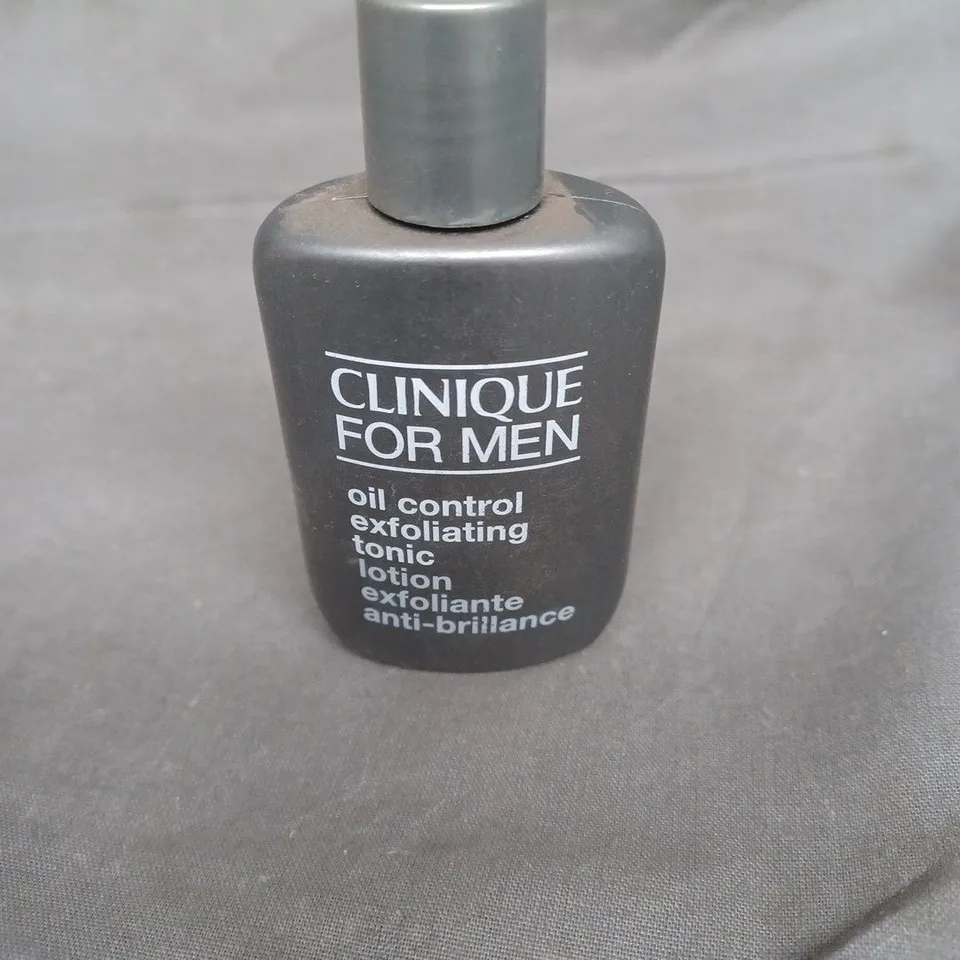 CLINIQUE
FOR MEN
oil control
exfoliating
tonic
lotion
exfoliante
anti-brillance